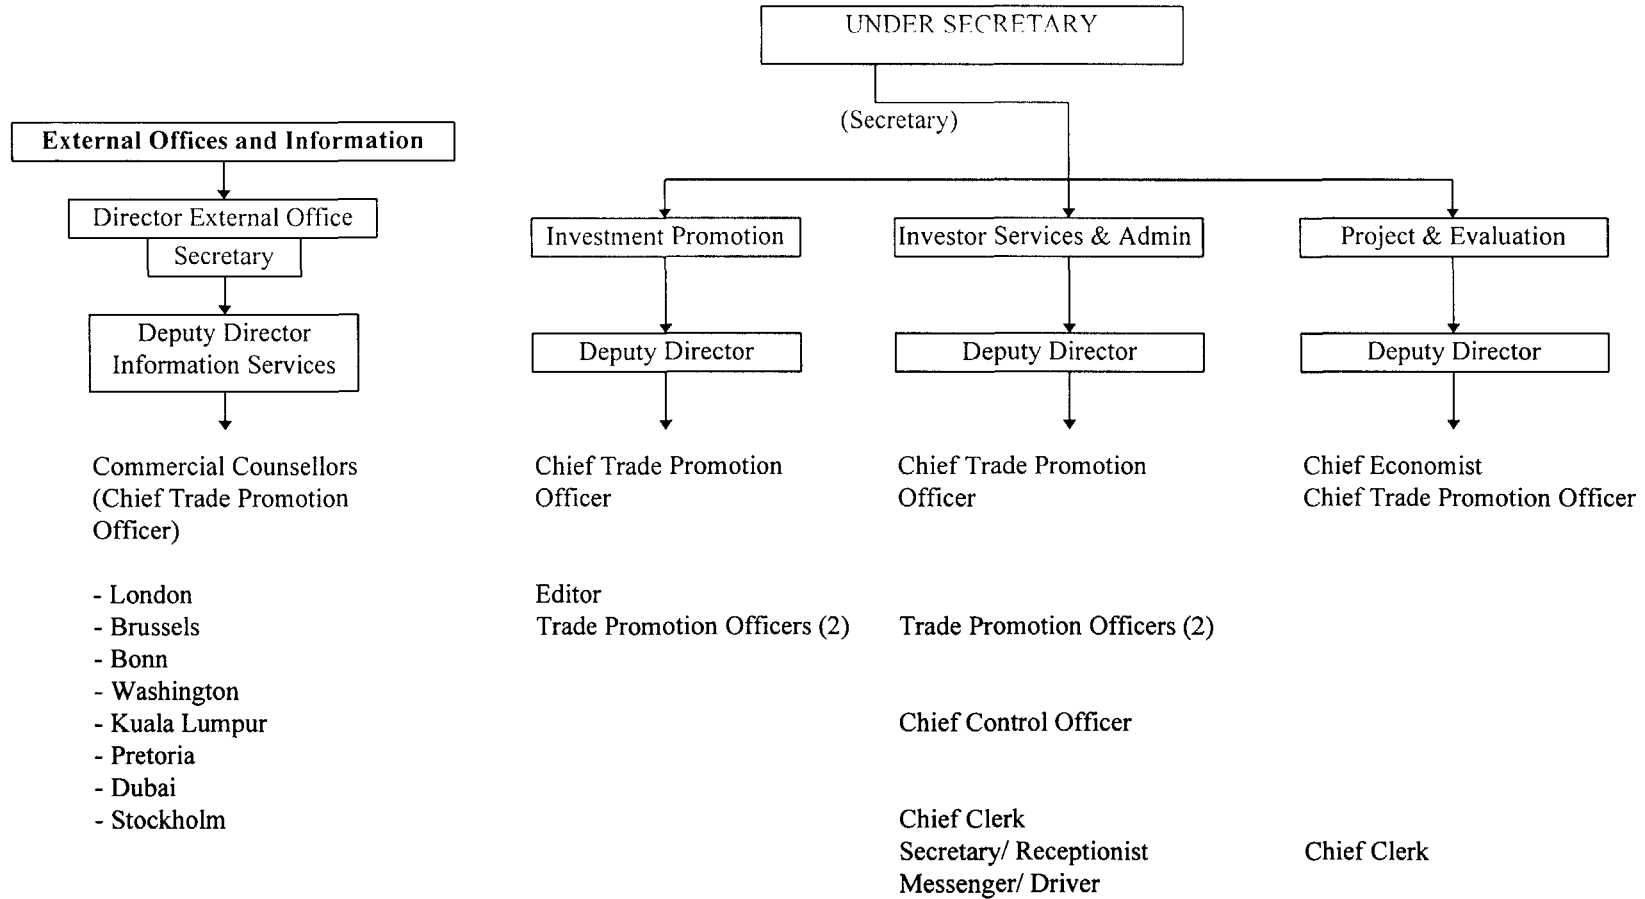 UNDER SECRETARY
(Secretary)
External Offices and Information
Director External Office
Secretary
Deputy Director
Information Services
Commercial Counsellors
(Chief Trade Promotion
Officer)
- London
- Brussels
- Bonn
- Washington
- Kuala Lumpur
- Pretoria
- Dubai
- Stockholm
Investment Promotion
Deputy Director
Chief Trade Promotion
Officer
Editor
Trade Promotion Officers (2)
Investor Services & Admin
Deputy Director
Chief Trade Promotion
Officer
Trade Promotion Officers (2)
Chief Control Officer
Chief Clerk
Secretary/ Receptionist
Messenger/ Driver
Project & Evaluation
Deputy Director
Chief Economist
Chief Trade Promotion Officer
Chief Clerk